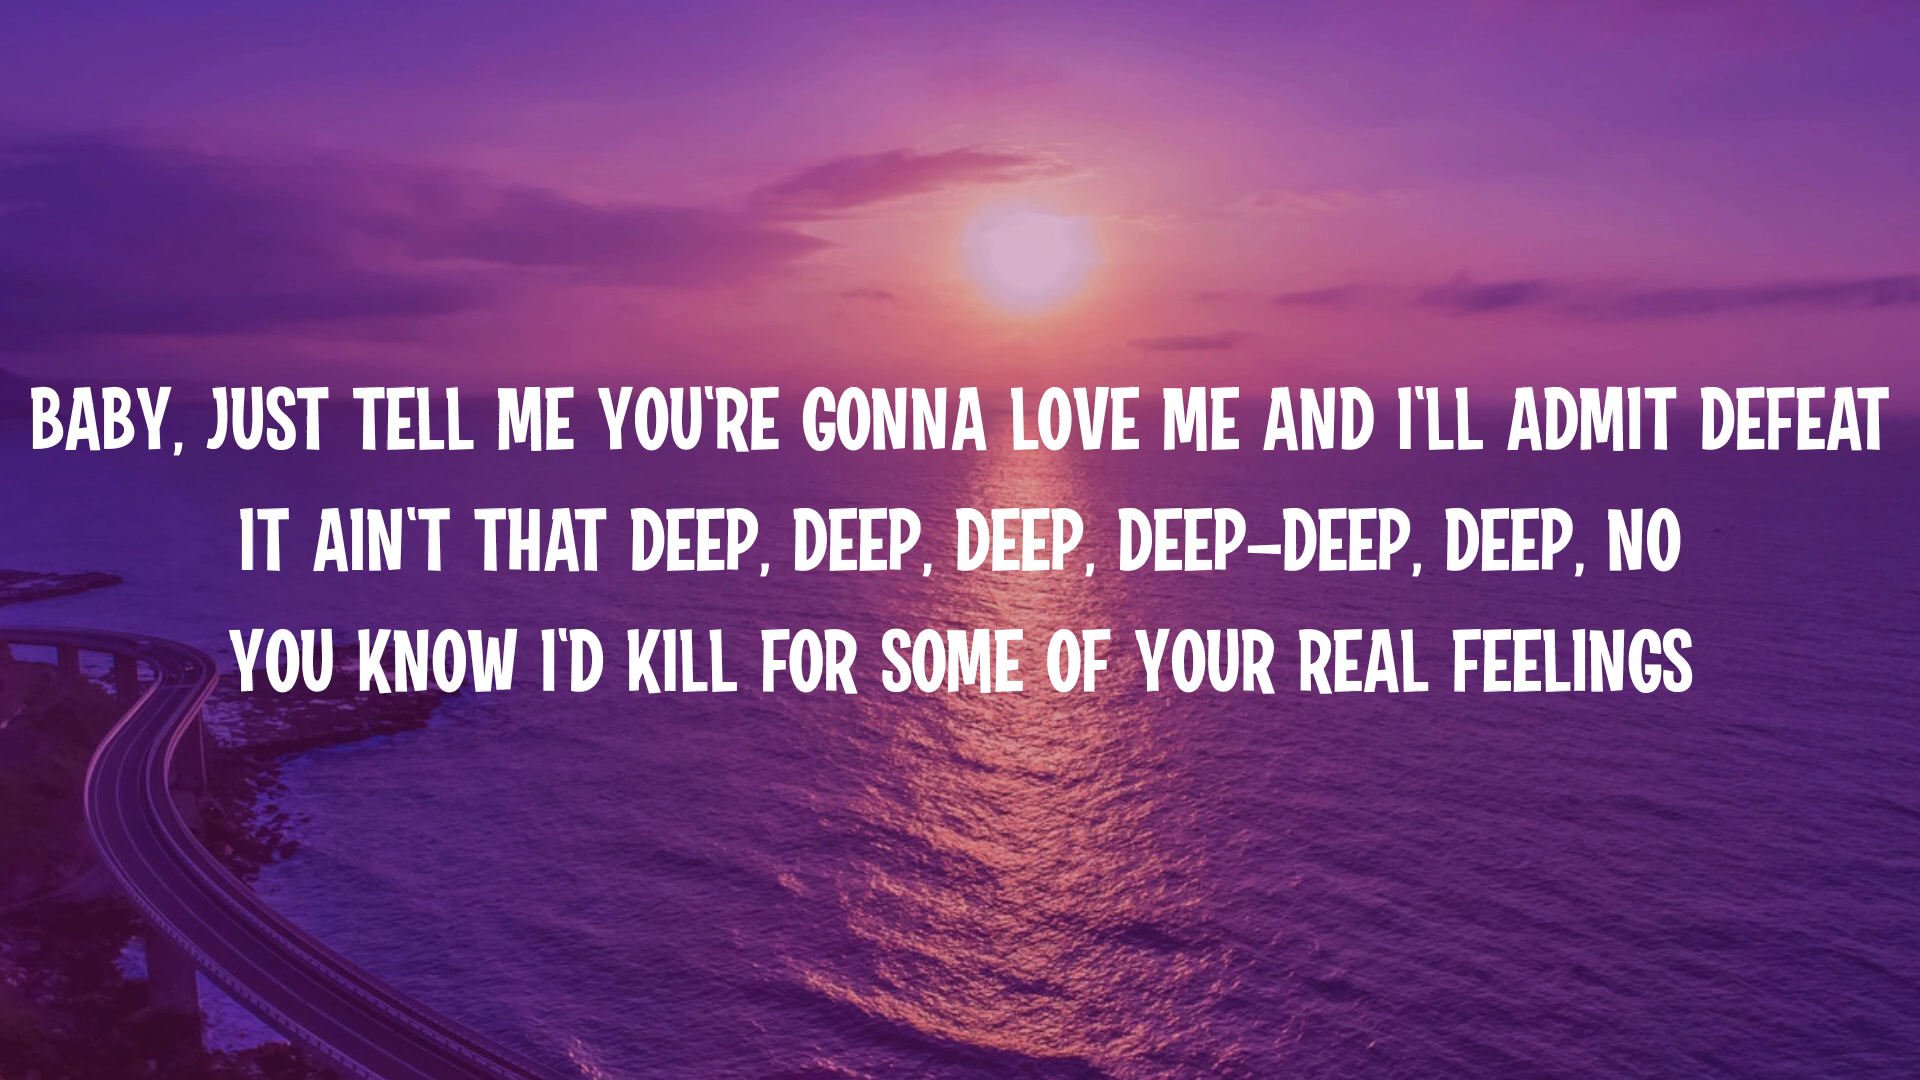 BABY, JUST TELL ME YOU'RE GONNA LOVE ME AND I'LL ADMIT DEFEAT
IT AIN'T THAT DEEP, DEEP, DEEP, DEEP-DEEP, DEEP, NO
YOU KNOW I'D KILL FOR SOME OF YOUR REAL FEELINGS